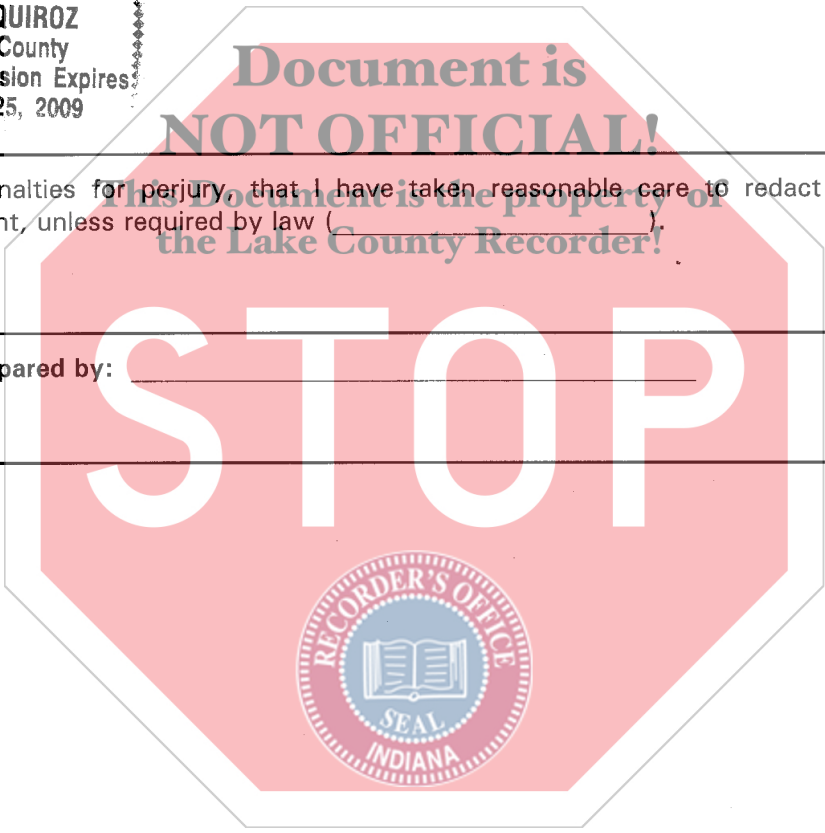 QUIROZ
County
sion Expires
25, 2009
Document is
NOT OFFICIAL!
nalties for perjury, that I have taken reasonable care to redact
This Document is the property of
nt, unless required by law (____________________).
the Lake County Recorder!
pared by: ____________________
STOP
RECORDER'S OFFICE
SEAL
INDIANA